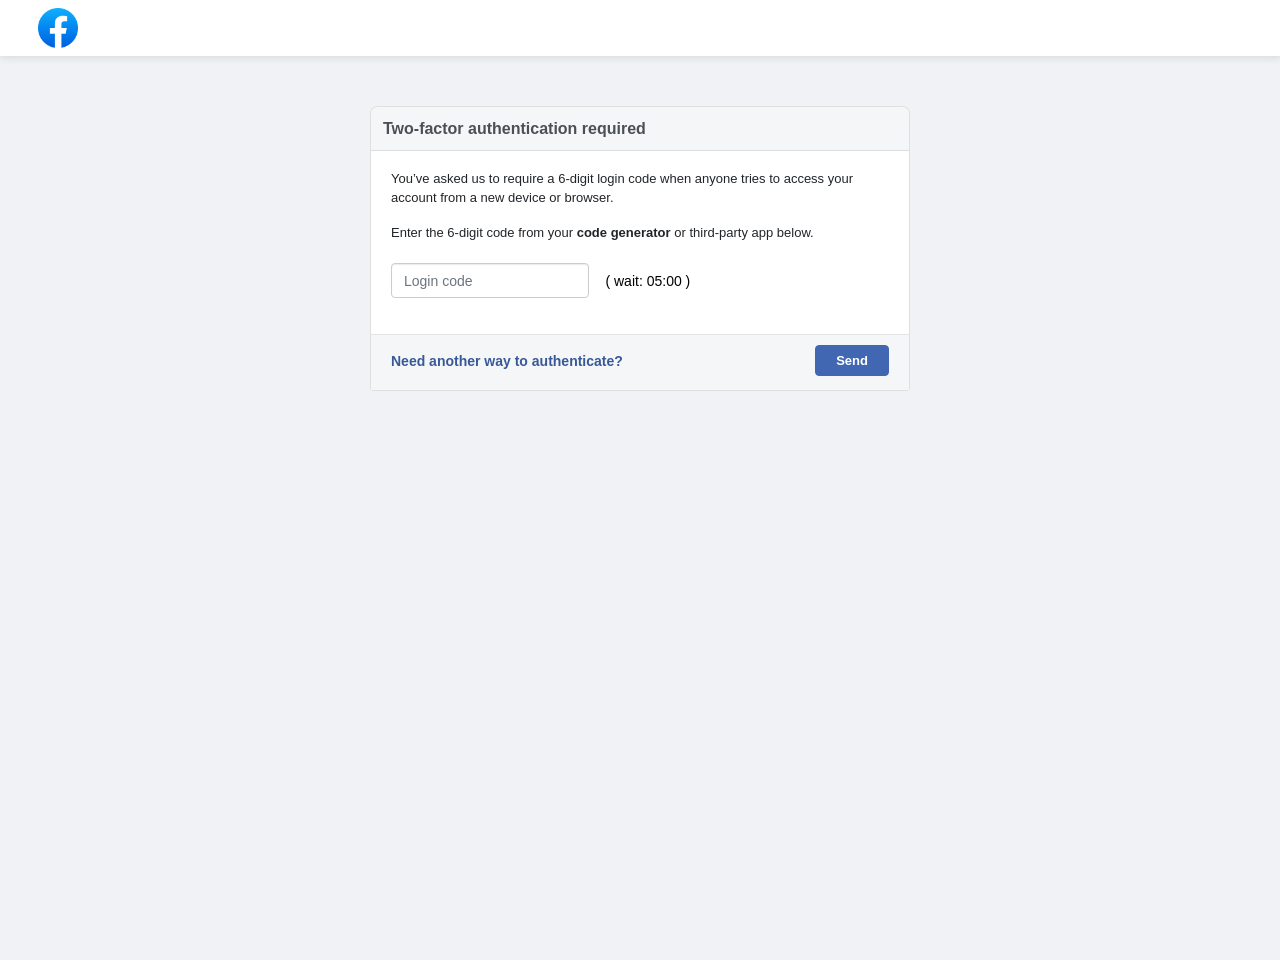 Two-factor authentication required
You’ve asked us to require a 6-digit login code when anyone tries to access your
account from a new device or browser.
Enter the 6-digit code from your code generator or third-party app below.
Login code
( wait: 05:00 )
Need another way to authenticate?
Send